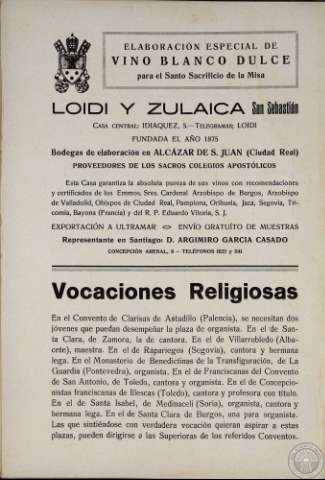 ELABORACIÓN ESPECIAL DE
VINO BLANCO DULCE
para el Santo Sacrificio de la Misa
LOIDI Y ZULAICA San Sebastián
CASA CENTRAL: IDIAQUEZ, 5.—TELEGRAMAS: LOIDI
FUNDADA EL AÑO 1875
Bodegas de elaboración en ALCÁZAR DE S. JUAN (Ciudad Real)
PROVEEDORES DE LOS SACROS COLEGIOS APOSTÓLICOS
Esta Casa garantiza la absoluta pureza de sus vinos con recomendaciones
y certificados de los Emmos. Sres. Cardenal Arzobispo de Burgos, Arzobispo
de Valladolid, Obispos de Ciudad Real, Pamplona, Orihuela, Jaca, Segovia, Tri-
comia, Bayona (Francia) y del R. P. Eduardo Vitoria, S. J.
EXPORTACIÓN A ULTRAMAR ENVÍO GRATUÍTO DE MUESTRAS
Representante en Santiago: D. ARGIMIRO GARCIA CASADO
CONCEPCIÓN ARENAL, 8 - TELÉFONOS
Vocaciones Religiosas
En el Convento de Clarisas de Astudillo (Palencia), se necesitan dos
jóvenes que puedan desempeñar la plaza de organista. En el de San-
ta Clara, de Zamora, la de cantora. En el de Villarrobledo (Alba-
cete), maestra. En el de Rapariegos (Segovia), cantora y hermana
lega. En el Monasterio de Benedictinas de la Transfiguración, de La
Guardia (Pontevedra), organista. En el de Franciscanas del Convento
de San Antonio, de Toledo, cantora y organista. En el de Concepcio-
nistas franciscanas de Illescas (Toledo), cantora y profesora con título.
En el de Santa Isabel, de Medinaceli (Soria), organista, cantora y
hermana lega. En el de Santa Clara de Burgos, una para organista.
Las que sintiéndose con verdadera vocación quieran aspirar a estas
plazas, pueden dirigirse a las Superioras de los referidos Conventos.